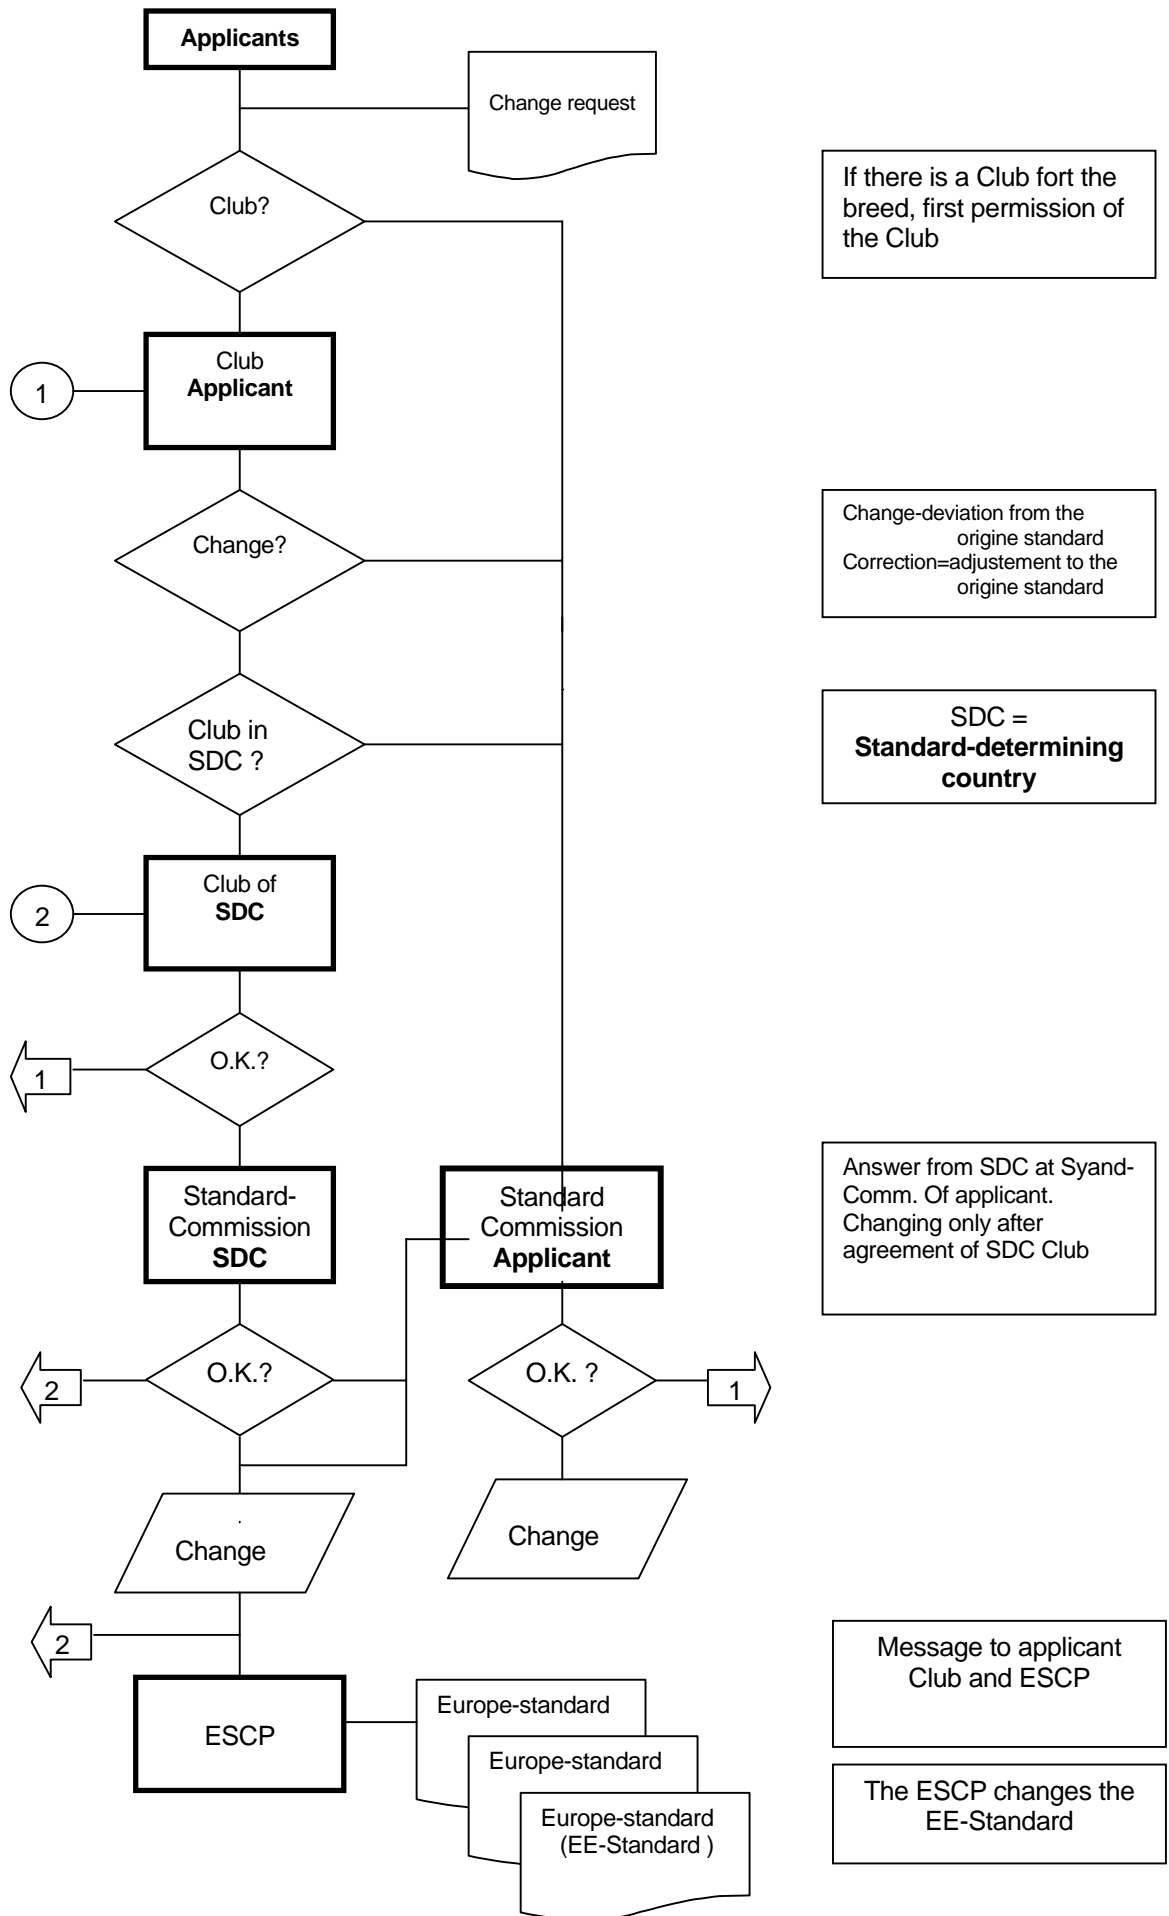 Applicants
Change request
Club?
If there is a Club fort the
breed, first permission of
the Club
Club
Applicant
1
Change?
Change-deviation from the
origine standard
Correction=adjustement to the
origine standard
Club in
SDC ?
SDC =
Standard-determining
country
Club of
SDC
2
O.K.?
1
Standard-
Commission
SDC
Standard
Commission
Applicant
Answer from SDC at Syand-
Comm. Of applicant.
Changing only after
agreement of SDC Club
O.K.?
2
O.K. ?
1
Change
Change
2
Message to applicant
Club and ESCP
ESCP
Europe-standard
Europe-standard
Europe-standard
(EE-Standard )
The ESCP changes the
EE-Standard